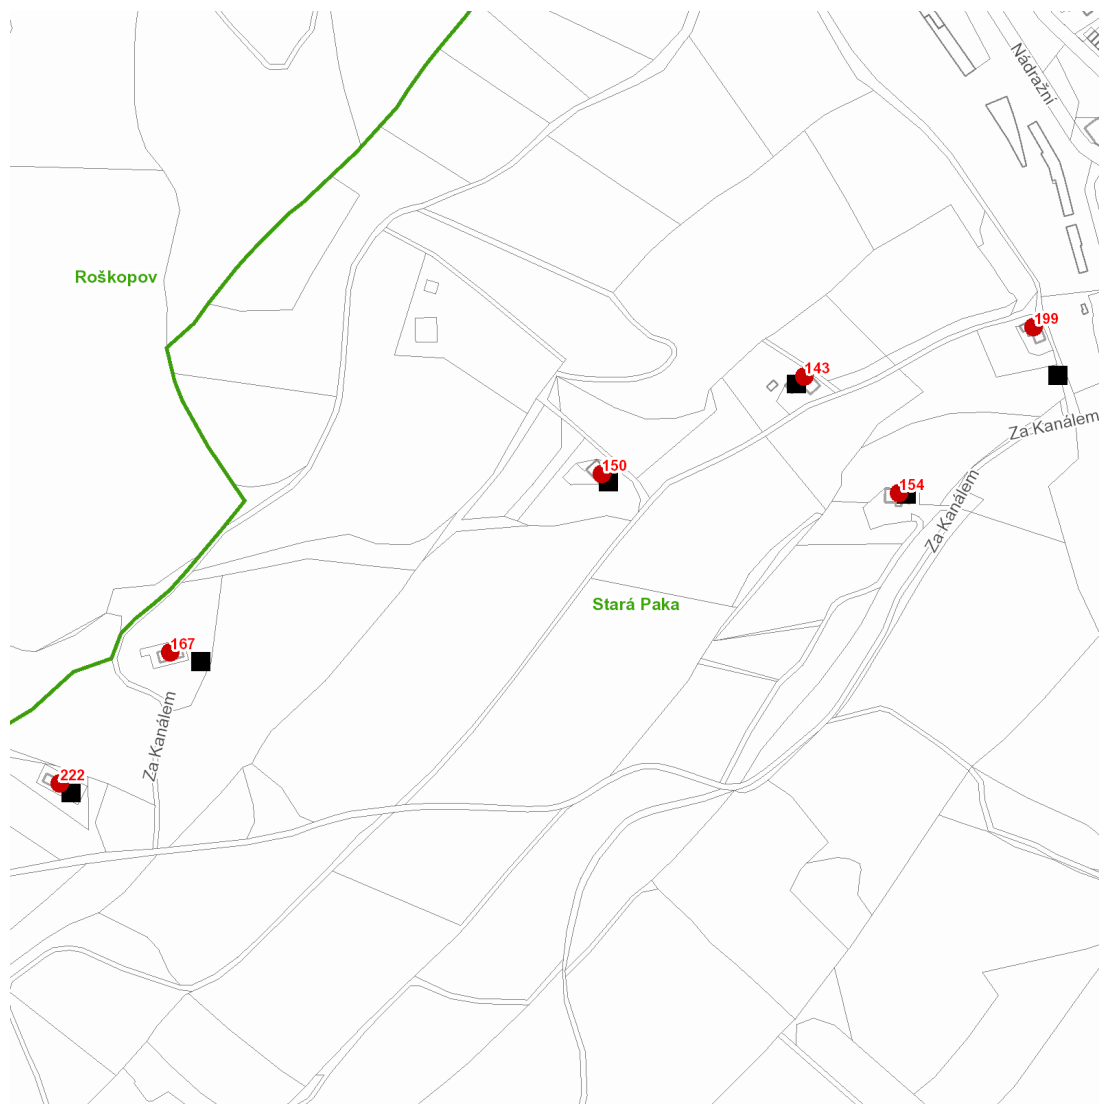 Nádražní
Roškopov
199
143
Za Kanálem
150
154
Za Kanálem
Stará Paka
167
Za Kanálem
222